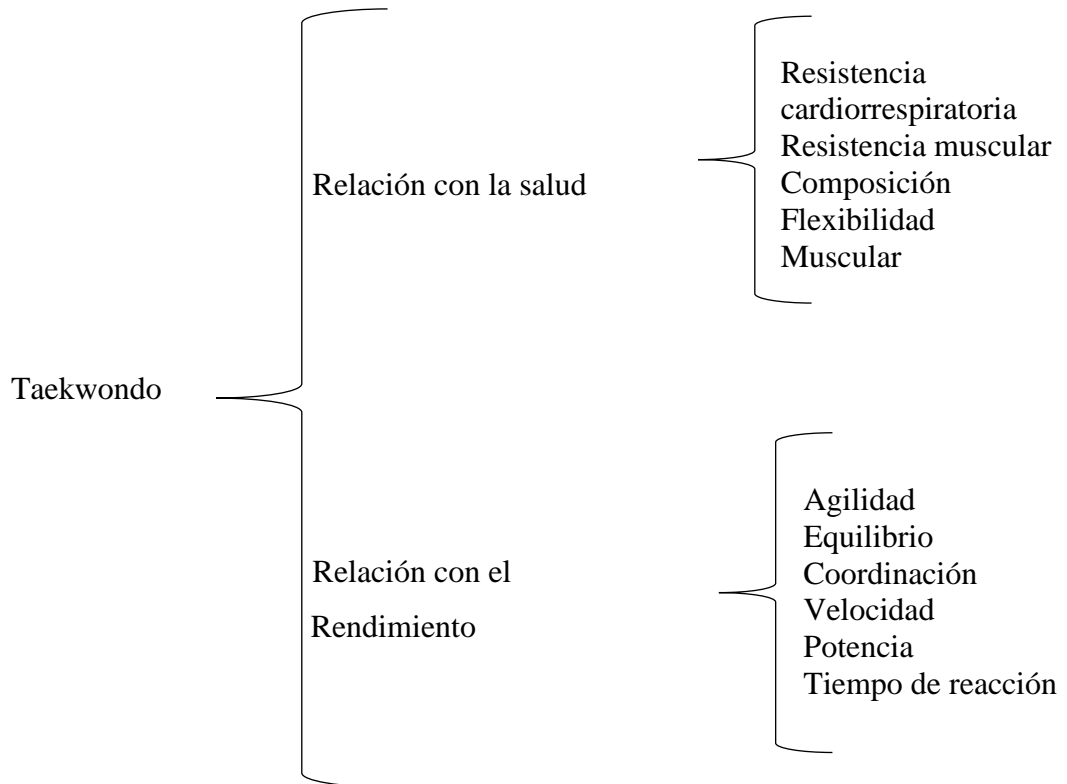 Taekwondo
Relación con la salud
Resistencia
cardiorrespiratoria
Resistencia muscular
Composición
Flexibilidad
Muscular
Relación con el
Rendimiento
Agilidad
Equilibrio
Coordinación
Velocidad
Potencia
Tiempo de reacción